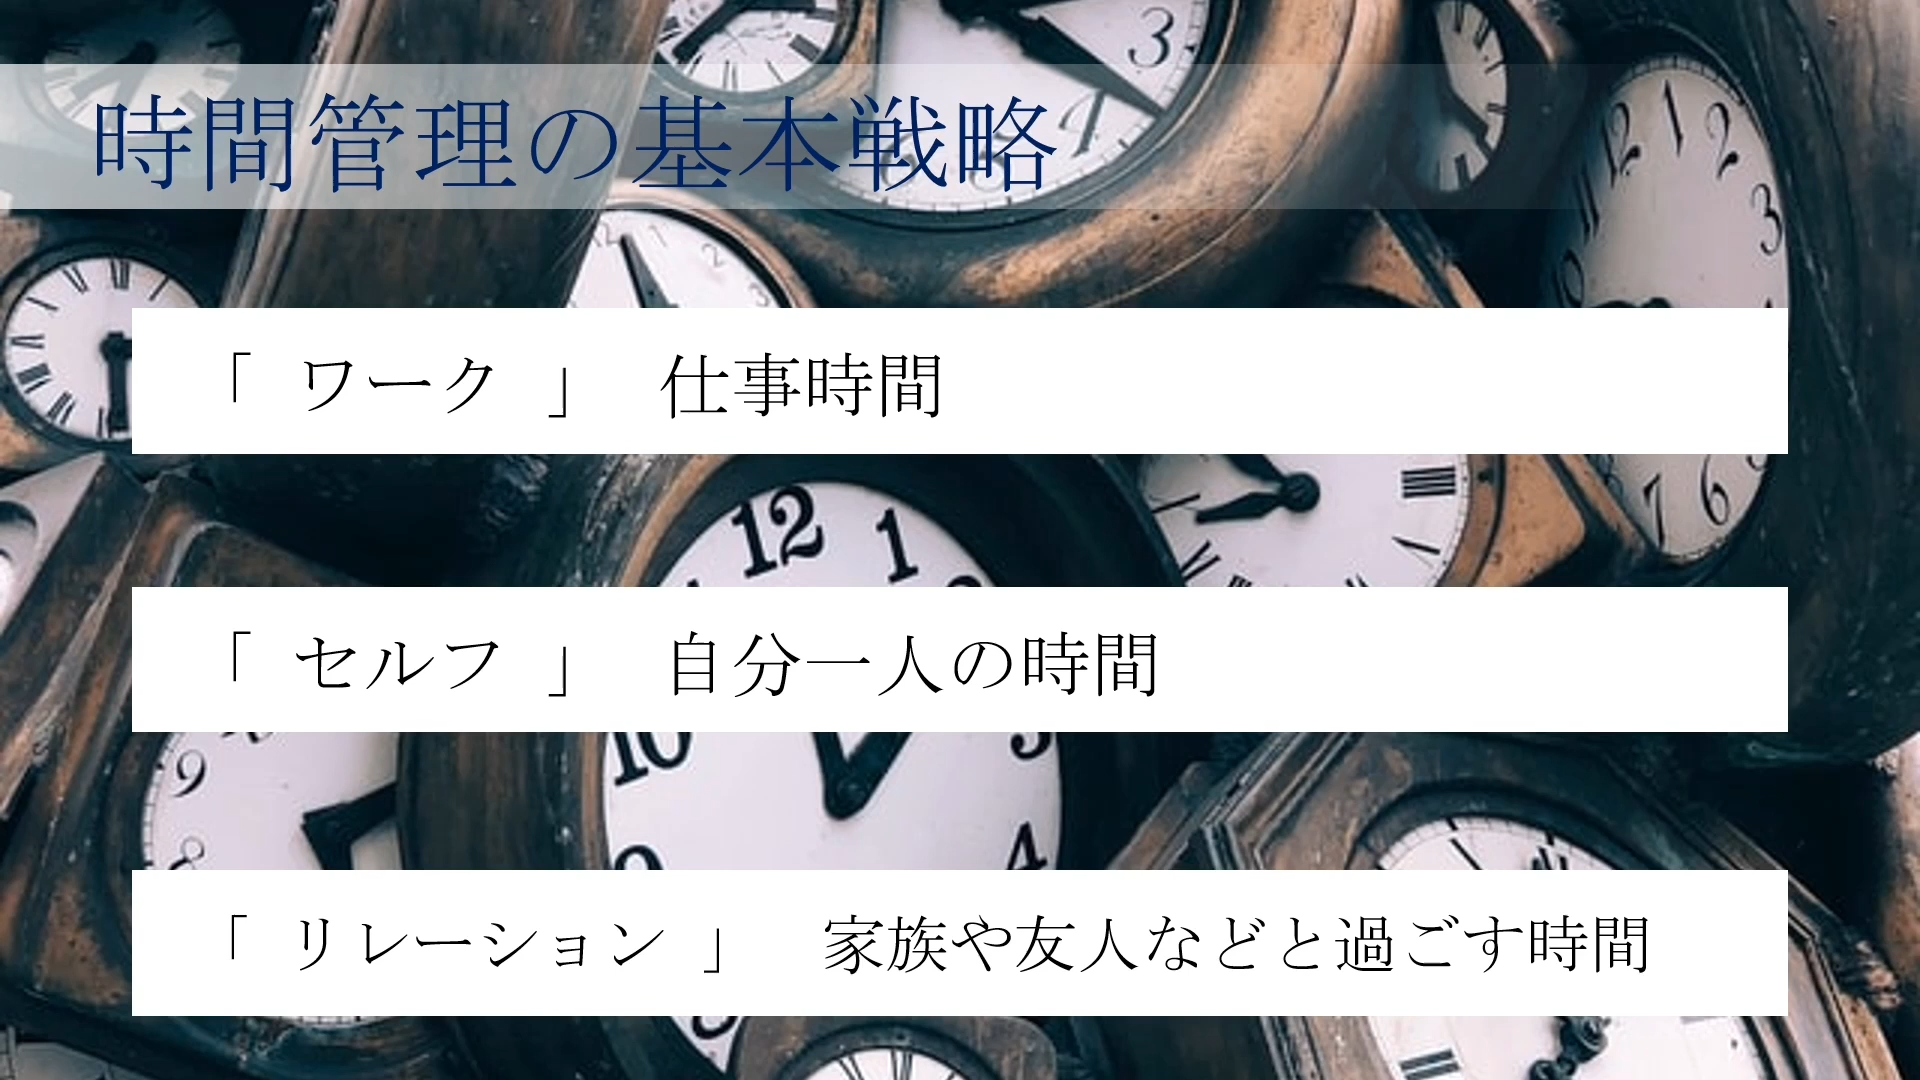 時間管理の基本戦略
「 ワーク 」 仕事時間
「 セルフ 」 自分一人の時間
「 リレーション 」 家族や友人などと過ごす時間